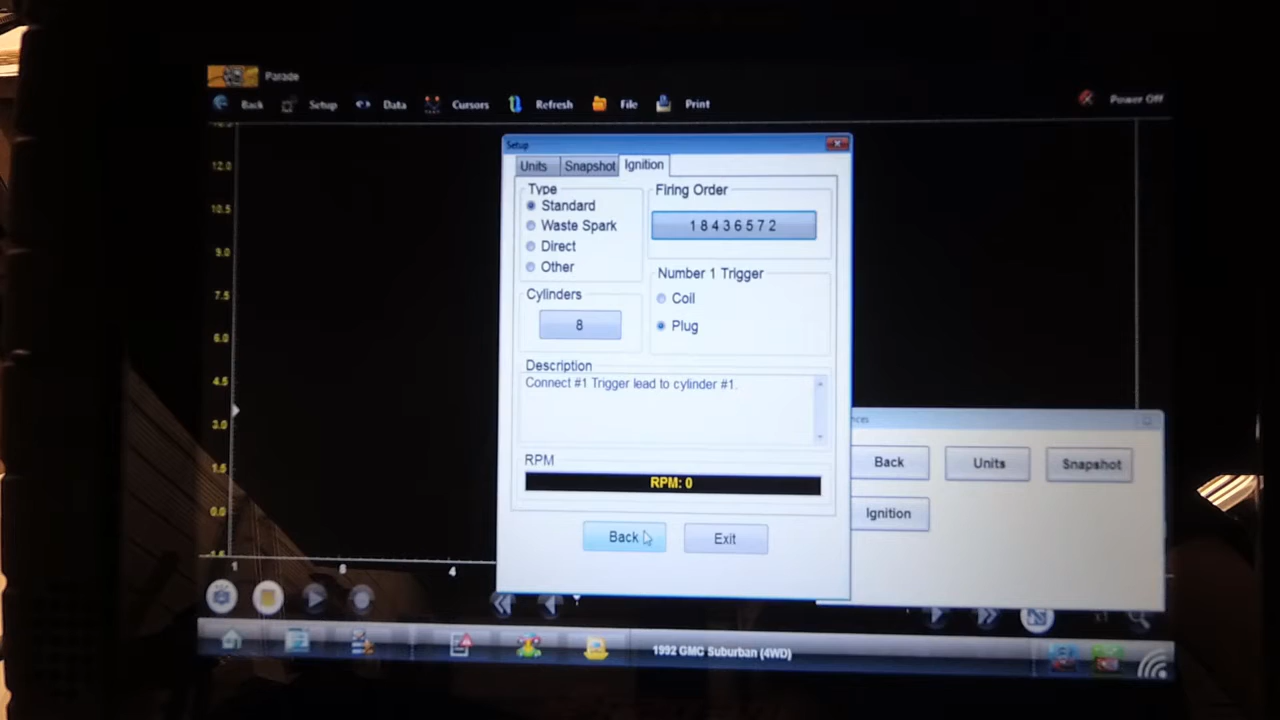 Parade
Back Setup Data Cursors Refresh File Print Power Off
12.0
10.5
9.0
7.5
6.0
4.5
3.0
1.5
0.0
1 8 4
Setup
Units Snapshot Ignition
Type
Standard
Waste Spark
Direct
Other
Firing Order
1 8 4 3 6 5 7 2
Cylinders
8
Number 1 Trigger
Coil
Plug
Description
Connect #1 Trigger lead to cylinder #1.
RPM
RPM: 0
Back Exit
Back Units Snapshot
Ignition
x1
1992 GMC Suburban (4WD)